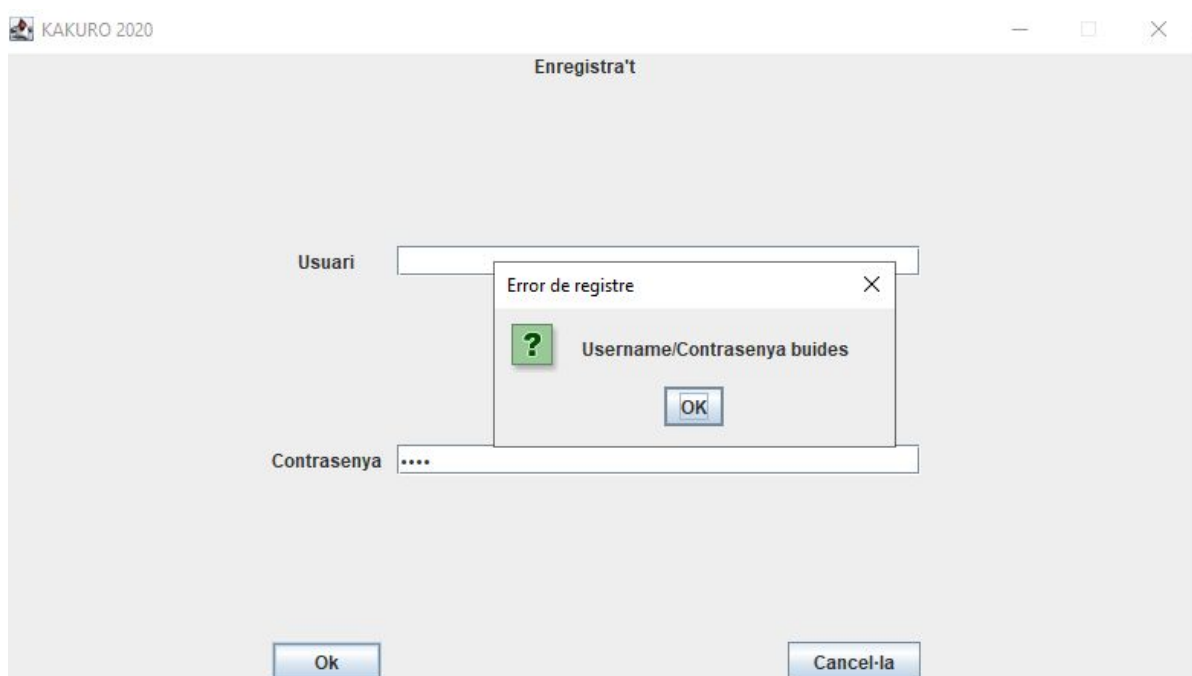 KAKURO 2020
Enregistra't
Usuari
Error de registre
?
Username/Contrasenya buides
OK
Contrasenya ••••
Ok
Cancel·la